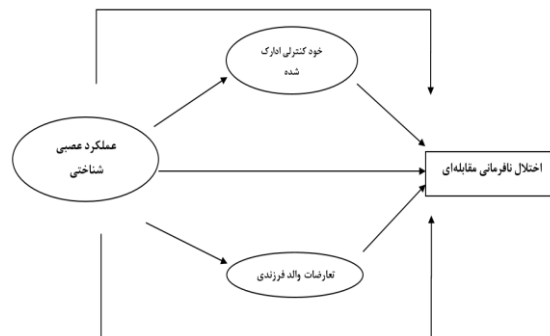 خود کنترلی ادارک
شده
عملکرد عصبی
شناختی
اختلال نافرمانی مقابله‌ای
تعارضات والد فرزندی